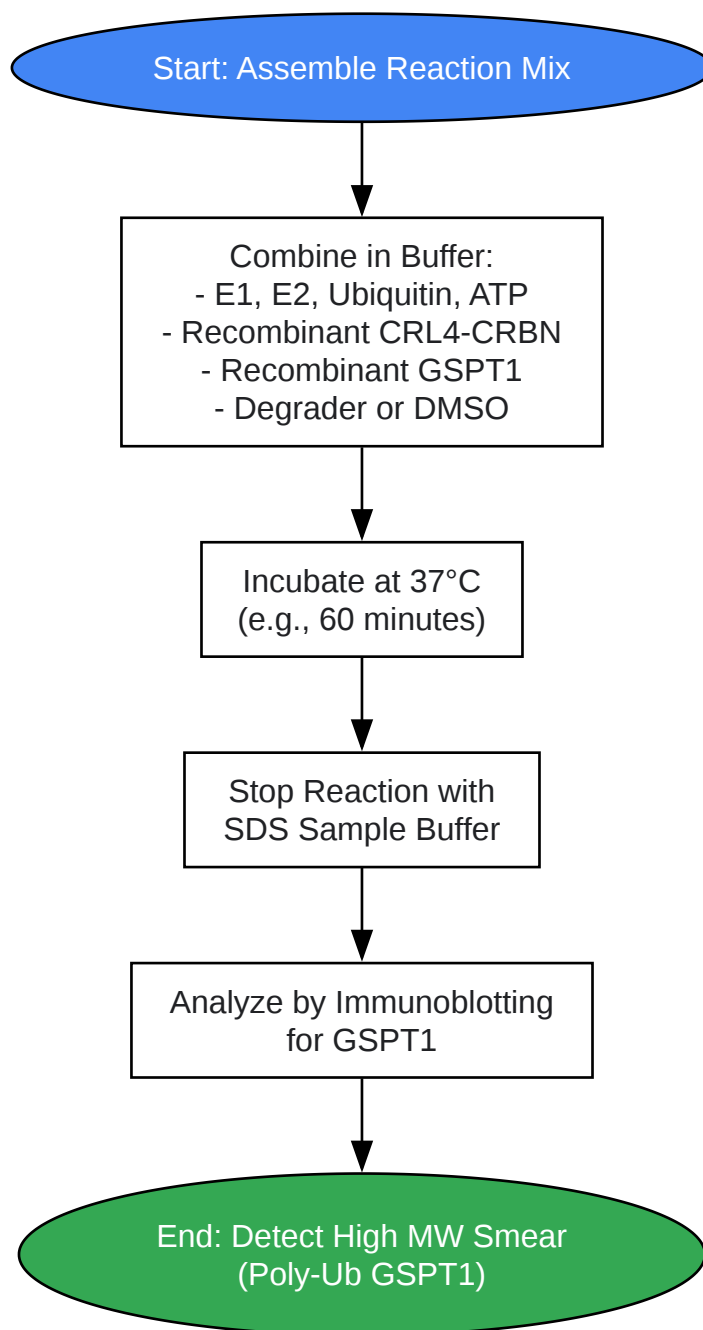 Start: Assemble Reaction Mix
Combine in Buffer:
- E1, E2, Ubiquitin, ATP
- Recombinant CRL4-CRBN
- Recombinant GSPT1
- Degrader or DMSO
Incubate at 37°C
(e.g., 60 minutes)
Stop Reaction with
SDS Sample Buffer
Analyze by Immunoblotting
for GSPT1
End: Detect High MW Smear
(Poly-Ub GSPT1)